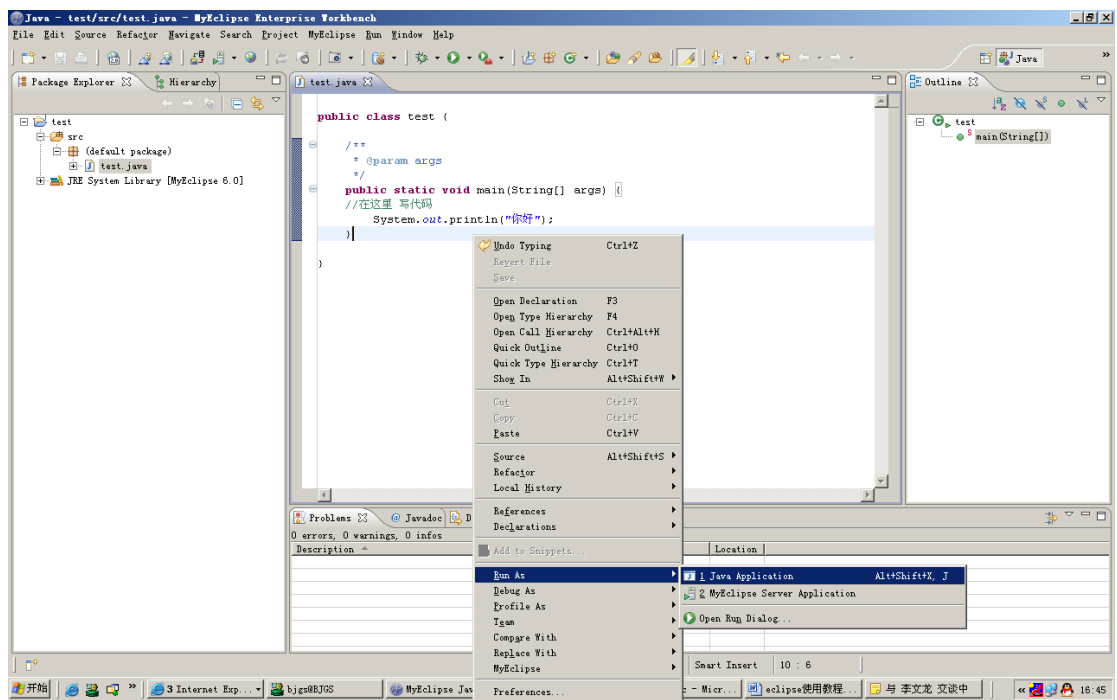 Java - test/src/test.java - MyEclipse Enterprise Workbench
File Edit Source Refactor Navigate Search Project MyEclipse Run Window Help
Java
Package Explorer
Hierarchy
test
src
(default package)
test.java
JRE System Library [MyEclipse 6.0]
test.java
public class test {
/**
* @param args
*/
public static void main(String[] args) {
//在这里 写代码
System.out.println("你好");
}
}
Outline
test
main(String[])
Undo Typing Ctrl+Z
Revert File
Save
Open Declaration F3
Open Type Hierarchy F4
Open Call Hierarchy Ctrl+Alt+H
Quick Outline Ctrl+O
Quick Type Hierarchy Ctrl+T
Show In Alt+Shift+W
Cut Ctrl+X
Copy Ctrl+C
Paste Ctrl+V
Source Alt+Shift+S
Refactor
Local History
References
Declarations
Add to Snippets...
Run As
Debug As
Profile As
Team
Compare With
Replace With
MyEclipse
Preferences...
1 Java Application Alt+Shift+X, J
2 MyEclipse Server Application
Open Run Dialog...
Problems
@ Javadoc
D
0 errors, 0 warnings, 0 infos
Description
Location
Smart Insert
10 : 6
开始
3 Internet Exp...
bjgs@BJGS
MyEclipse Jav
- Micr...
eclipse使用教程...
与 李文龙 交谈中
16:45